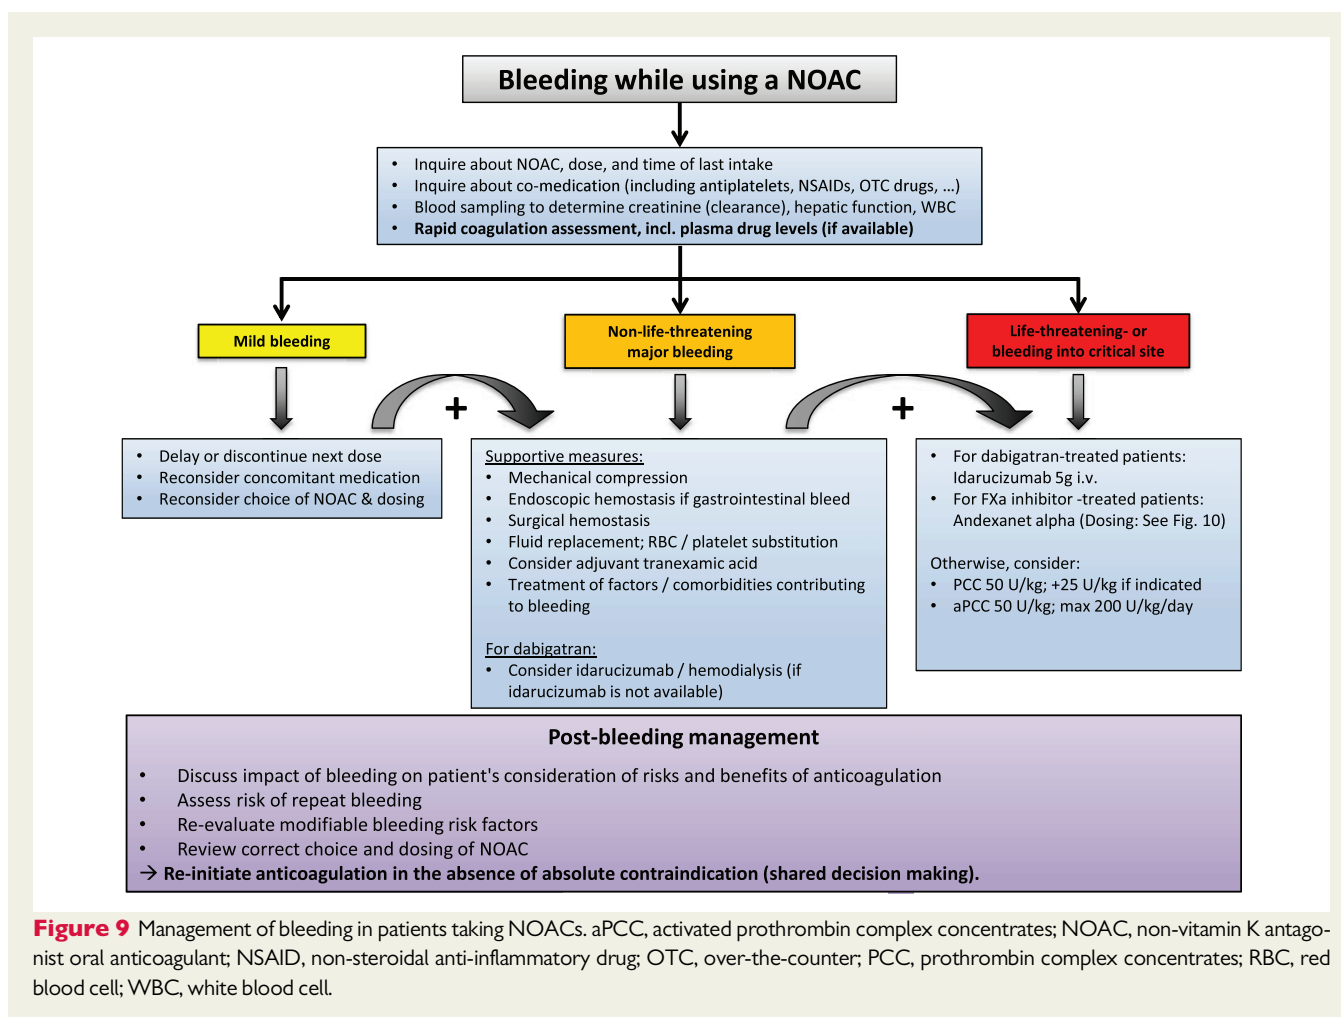 Bleeding while using a NOAC
• Inquire about NOAC, dose, and time of last intake
• Inquire about co-medication (including antiplatelets, NSAIDs, OTC drugs, ...)
• Blood sampling to determine creatinine (clearance), hepatic function, WBC
• Rapid coagulation assessment, incl. plasma drug levels (if available)
Mild bleeding
• Delay or discontinue next dose
• Reconsider concomitant medication
• Reconsider choice of NOAC & dosing
+
Non-life-threatening
major bleeding
Supportive measures:
• Mechanical compression
• Endoscopic hemostasis if gastrointestinal bleed
• Surgical hemostasis
• Fluid replacement; RBC / platelet substitution
• Consider adjuvant tranexamic acid
• Treatment of factors / comorbidities contributing
to bleeding
For dabigatran:
• Consider idarucizumab / hemodialysis (if
idarucizumab is not available)
+
Life-threatening- or
bleeding into critical site
• For dabigatran-treated patients:
Idarucizumab 5g i.v.
• For FXa inhibitor -treated patients:
Andexanet alpha (Dosing: See Fig. 10)
Otherwise, consider:
• PCC 50 U/kg; +25 U/kg if indicated
• aPCC 50 U/kg; max 200 U/kg/day
Post-bleeding management
• Discuss impact of bleeding on patient's consideration of risks and benefits of anticoagulation
• Assess risk of repeat bleeding
• Re-evaluate modifiable bleeding risk factors
• Review correct choice and dosing of NOAC
→ Re-initiate anticoagulation in the absence of absolute contraindication (shared decision making).
Figure 9 Management of bleeding in patients taking NOACs. aPCC, activated prothrombin complex concentrates; NOAC, non-vitamin K antago-
nist oral anticoagulant; NSAID, non-steroidal anti-inflammatory drug; OTC, over-the-counter; PCC, prothrombin complex concentrates; RBC, red
blood cell; WBC, white blood cell.